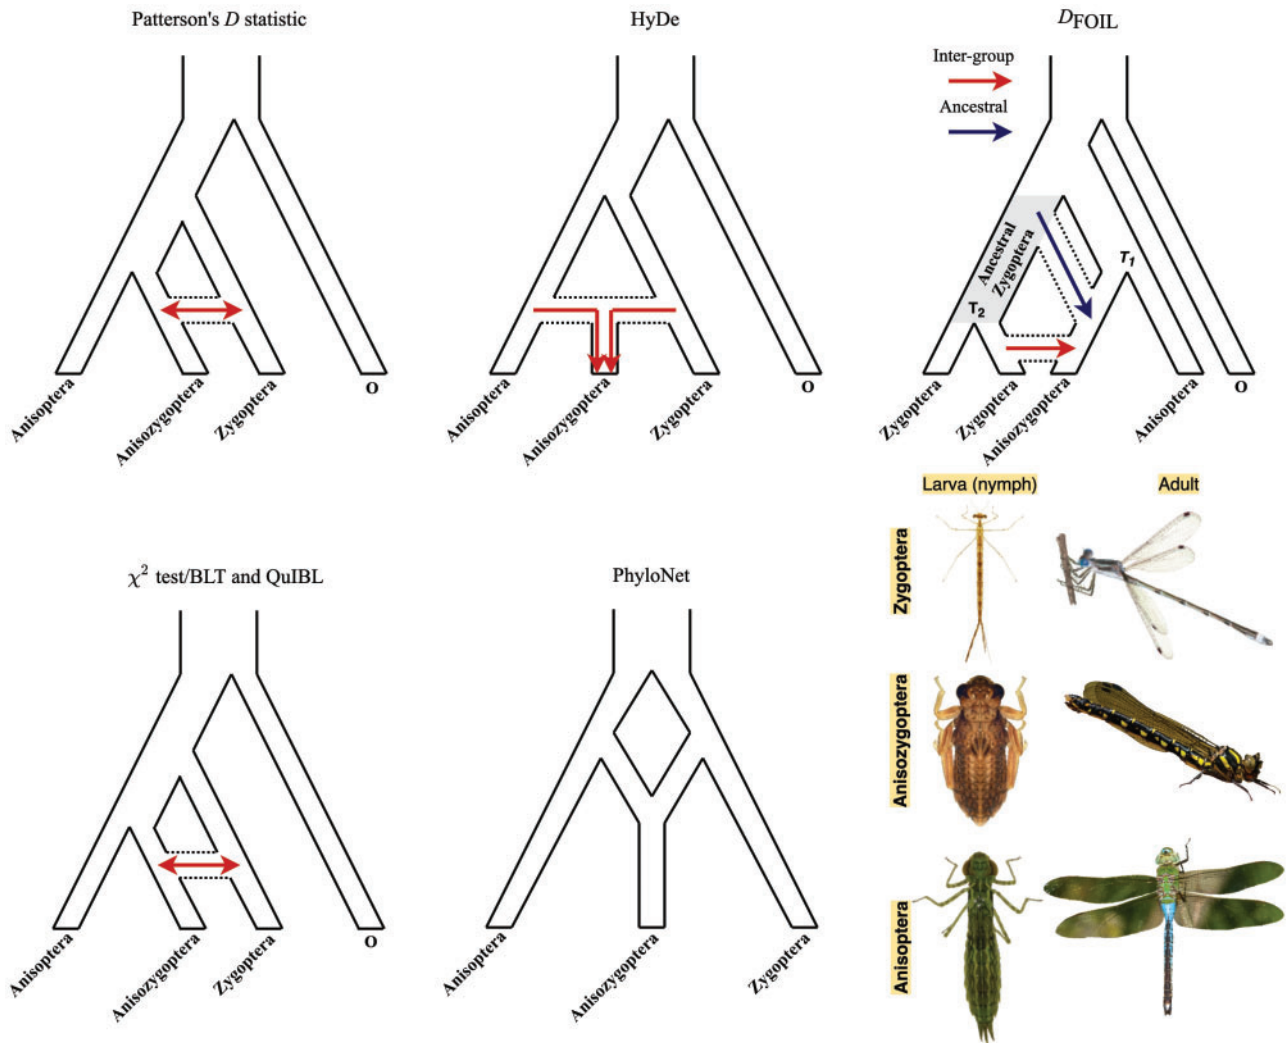 Patterson's D statistic
HyDe
DFOIL
Inter-group
Ancestral
Ancestral
Zygoptera
T1
T2
Anisoptera
Anisozygoptera
Zygoptera
O
Anisoptera
Anisozygoptera
Zygoptera
O
Zygoptera
Zygoptera
Anisozygoptera
Anisoptera
O
Larva (nymph)
Adult
Zygoptera
Anisozygoptera
Anisoptera
χ² test/BLT and QuIBL
PhyloNet
Anisoptera
Anisozygoptera
Zygoptera
O
Anisoptera
Anisozygoptera
Zygoptera